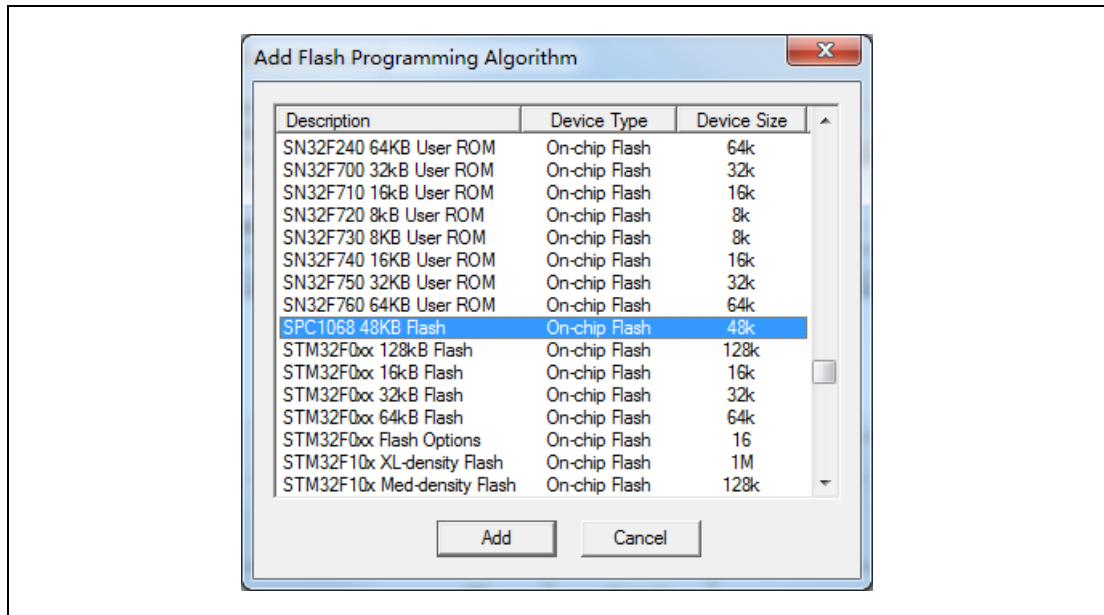 Add Flash Programming Algorithm
Description Device Type Device Size
SN32F240 64KB User ROM On-chip Flash 64k
SN32F700 32kB User ROM On-chip Flash 32k
SN32F710 16kB User ROM On-chip Flash 16k
SN32F720 8kB User ROM On-chip Flash 8k
SN32F730 8KB User ROM On-chip Flash 8k
SN32F740 16KB User ROM On-chip Flash 16k
SN32F750 32KB User ROM On-chip Flash 32k
SN32F760 64KB User ROM On-chip Flash 64k
SPC1068 48KB Flash On-chip Flash 48k
STM32F0xx 128kB Flash On-chip Flash 128k
STM32F0xx 16kB Flash On-chip Flash 16k
STM32F0xx 32kB Flash On-chip Flash 32k
STM32F0xx 64kB Flash On-chip Flash 64k
STM32F0xx Flash Options On-chip Flash 16
STM32F10x XL-density Flash On-chip Flash 1M
STM32F10x Med-density Flash On-chip Flash 128k
Add Cancel